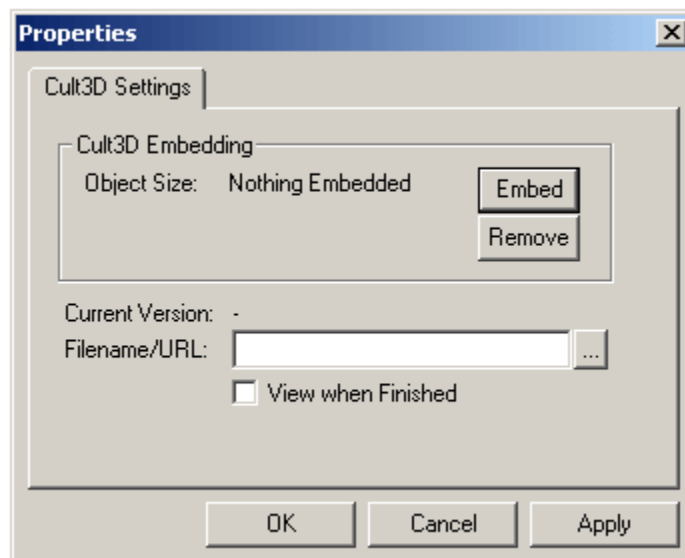 Properties
Cult3D Settings
Cult3D Embedding
Object Size: Nothing Embedded
Embed
Remove
Current Version: -
Filename/URL:
...
View when Finished
OK Cancel Apply